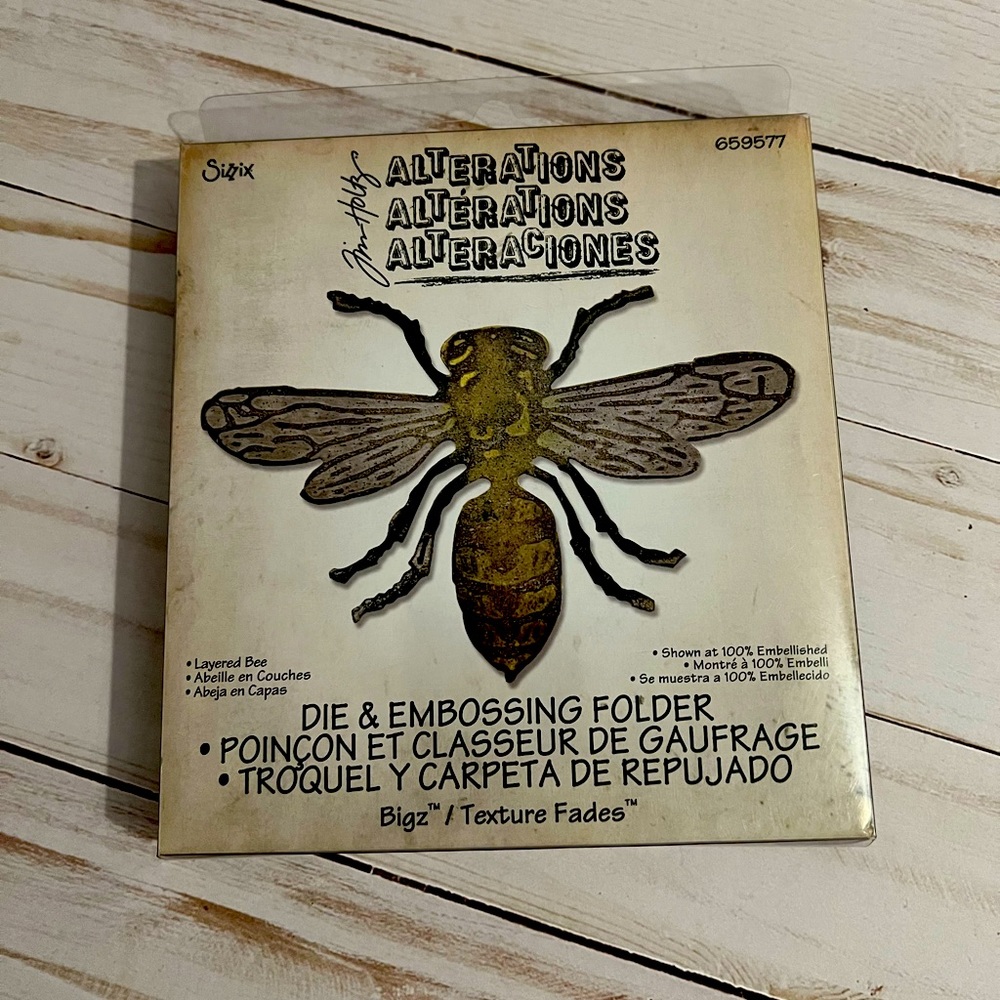 Sizzix
659577
Tim Holtz
ALTERATIONS
ALTÉRATIONS
ALTERACIONES
• Layered Bee
• Abeille en Couches
• Abeja en Capas
• Shown at 100% Embellished
• Montré à 100% Embelli
• Se muestra a 100% Embellecido
DIE & EMBOSSING FOLDER
• POINÇON ET CLASSEUR DE GAUFRAGE
• TROQUEL Y CARPETA DE REPUJADO
Bigz™ / Texture Fades™